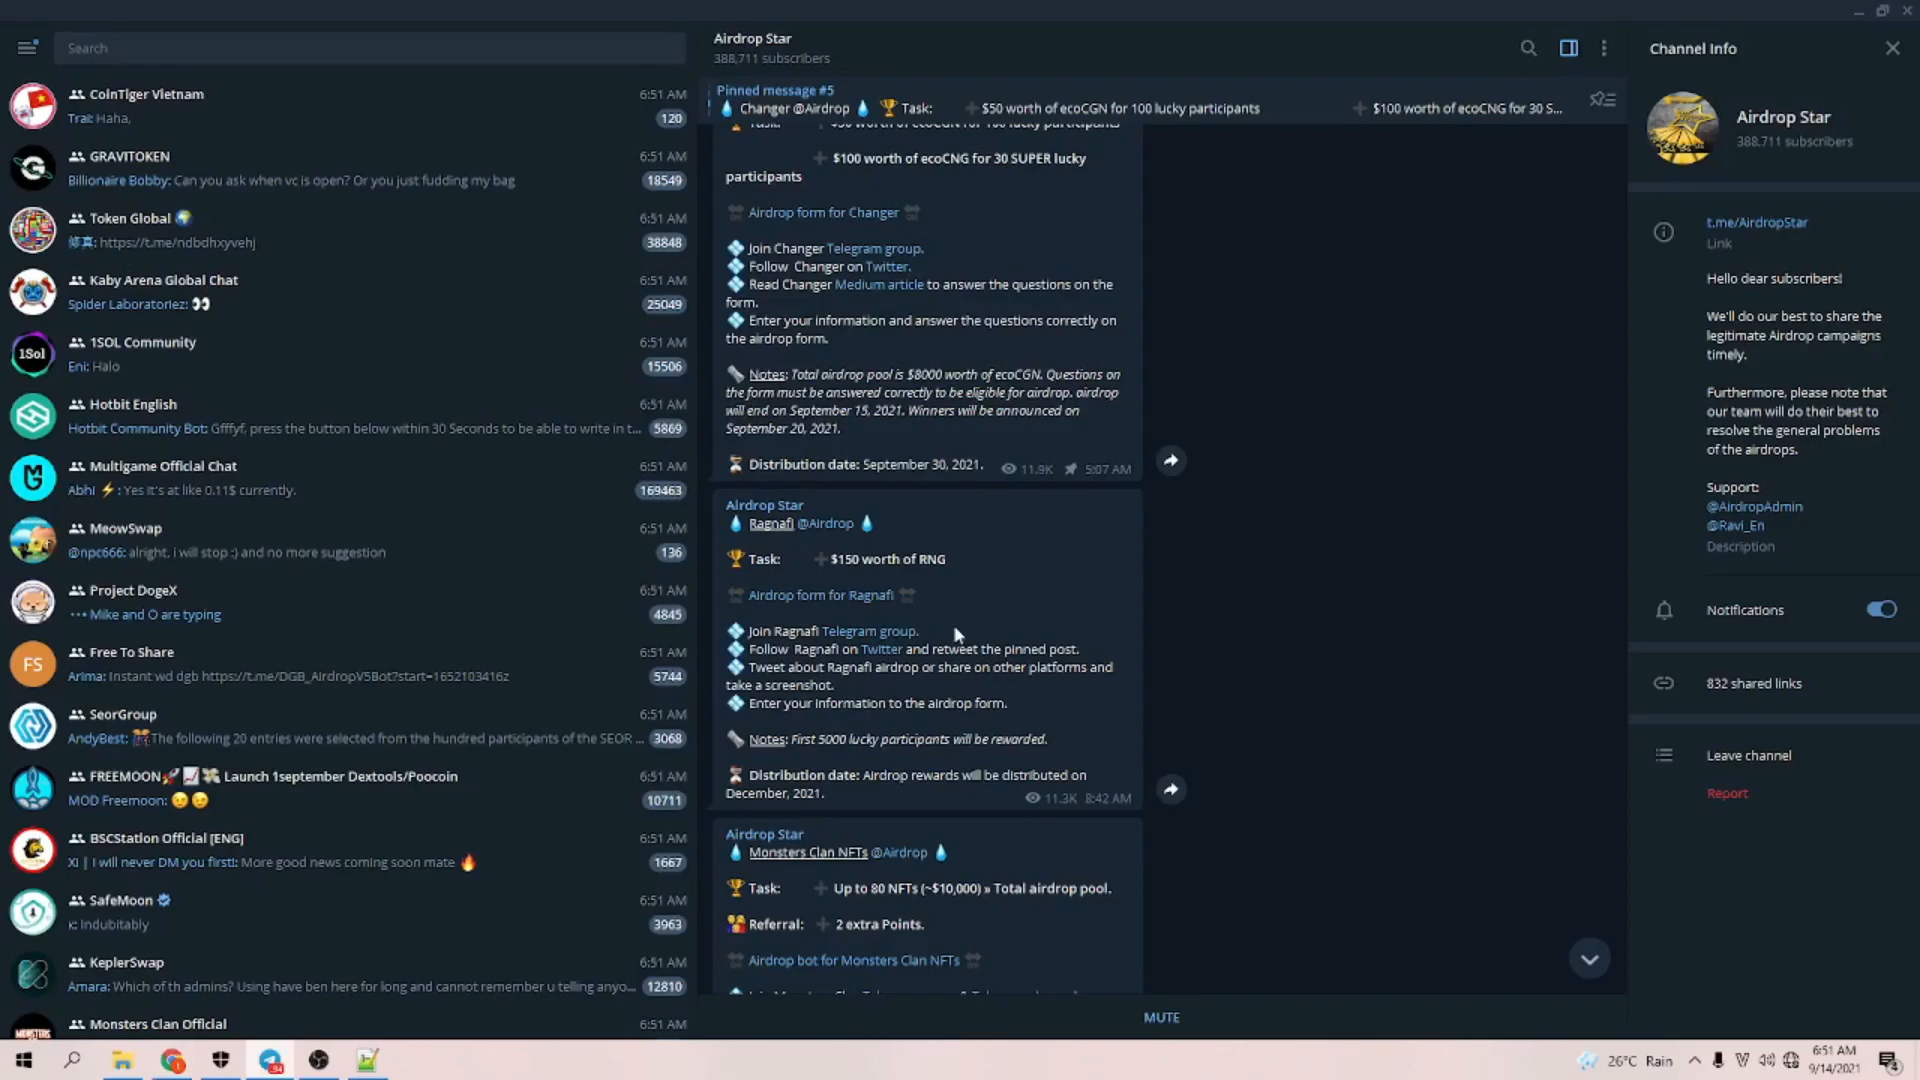 Search
CoinTiger Vietnam
6:51 AM
Trai: Haha,
120
GRAVITOKEN
6:51 AM
Billionaire Bobby: Can you ask when vc is open? Or you just fudding my bag
18549
Token Global
6:51 AM
修真: https://t.me/ndbdhxyvehj
38848
Kaby Arena Global Chat
6:51 AM
Spider Laboratoriez: 👀
25049
1Sol
1SOL Community
6:51 AM
Eni: Halo
15506
Hotbit English
6:51 AM
Hotbit Community Bot: Gfffyf, press the button below within 30 Seconds to be able to write in t...
5869
Multigame Official Chat
6:51 AM
Abhi ⚡: Yes it's at like 0.11$ currently.
169463
MeowSwap
6:51 AM
@npc666: alright, i will stop :) and no more suggestion
136
Project DogeX
6:51 AM
Mike and O are typing
4845
FS
Free To Share
6:51 AM
Arima: Instant wd dgb https://t.me/DGB_AirdropV5Bot?start=1652103416z
5744
SeorGroup
6:51 AM
AndyBest: The following 20 entries were selected from the hundred participants of the SEOR ...
3068
FREEMOON🚀 Launch 1september Dextools/Poocoin
6:51 AM
MOD Freemoon: 😉 😉
10711
BSCStation Official [ENG]
6:51 AM
XI | I will never DM you first!: More good news coming soon mate 🔥
1667
SafeMoon
6:51 AM
κ: Indubitably
3963
KeplerSwap
6:51 AM
Amara: Which of th admins? Using have ben here for long and cannot remember u telling anyo...
12810
Monsters Clan Official
6:51 AM
Airdrop Star
388,711 subscribers
Pinned message #5
💧 Changer @Airdrop 💧 🏆 Task: ➕ $50 worth of ecoCGN for 100 lucky participants ➕ $100 worth of ecoCNG for 30 S...
Task: ➕ $50 worth of ecoCGN for 100 lucky participants
➕ $100 worth of ecoCNG for 30 SUPER lucky
participants
Airdrop form for Changer
💠 Join Changer Telegram group.
💠 Follow Changer on Twitter.
💠 Read Changer Medium article to answer the questions on the
form.
💠 Enter your information and answer the questions correctly on
the airdrop form.
Notes: Total airdrop pool is $8000 worth of ecoCGN. Questions on
the form must be answered correctly to be eligible for airdrop. airdrop
will end on September 15, 2021. Winners will be announced on
September 20, 2021.
⏳ Distribution date: September 30, 2021.
11.9K
5:07 AM
Airdrop Star
💧 Ragnafi @Airdrop 💧
🏆 Task: ➕ $150 worth of RNG
Airdrop form for Ragnafi
💠 Join Ragnafi Telegram group.
💠 Follow Ragnafi on Twitter and retweet the pinned post.
💠 Tweet about Ragnafi airdrop or share on other platforms and
take a screenshot.
💠 Enter your information to the airdrop form.
Notes: First 5000 lucky participants will be rewarded.
⏳ Distribution date: Airdrop rewards will be distributed on
December, 2021.
11.3K 8:42 AM
Airdrop Star
💧 Monsters Clan NFTs @Airdrop 💧
🏆 Task: ➕ Up to 80 NFTs (~$10,000) » Total airdrop pool.
Referral: ➕ 2 extra Points.
Airdrop bot for Monsters Clan NFTs
MUTE
Channel Info
Airdrop Star
388,711 subscribers
t.me/AirdropStar
Link
Hello dear subscribers!
We'll do our best to share the
legitimate Airdrop campaigns
timely.
Furthermore, please note that
our team will do their best to
resolve the general problems
of the airdrops.
Support:
@AirdropAdmin
@Ravi_En
Description
Notifications
832 shared links
Leave channel
Report
26°C Rain
6:51 AM
9/14/2021